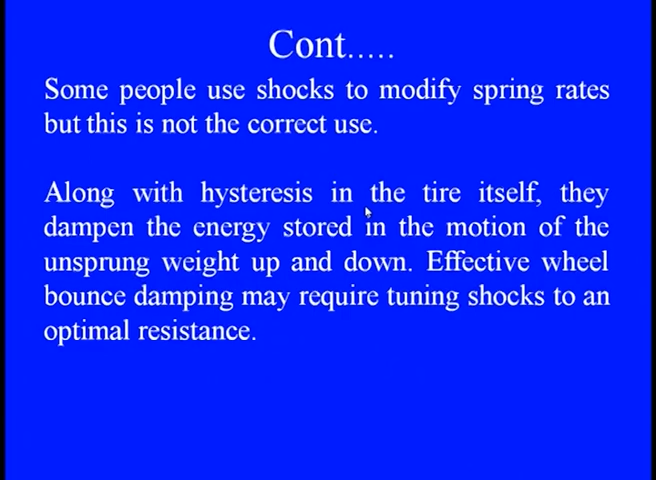 Cont.....
Some people use shocks to modify spring rates
but this is not the correct use.
Along with hysteresis in the tire itself, they
dampen the energy stored in the motion of the
unsprung weight up and down. Effective wheel
bounce damping may require tuning shocks to an
optimal resistance.